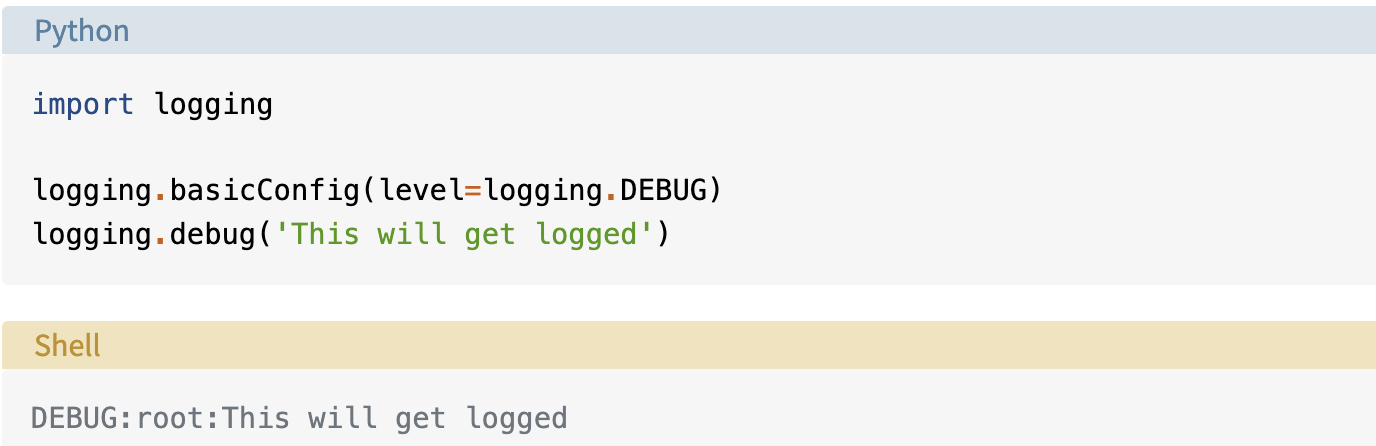 Python
import logging
logging.basicConfig(level=logging.DEBUG)
logging.debug('This will get logged')
Shell
DEBUG:root:This will get logged